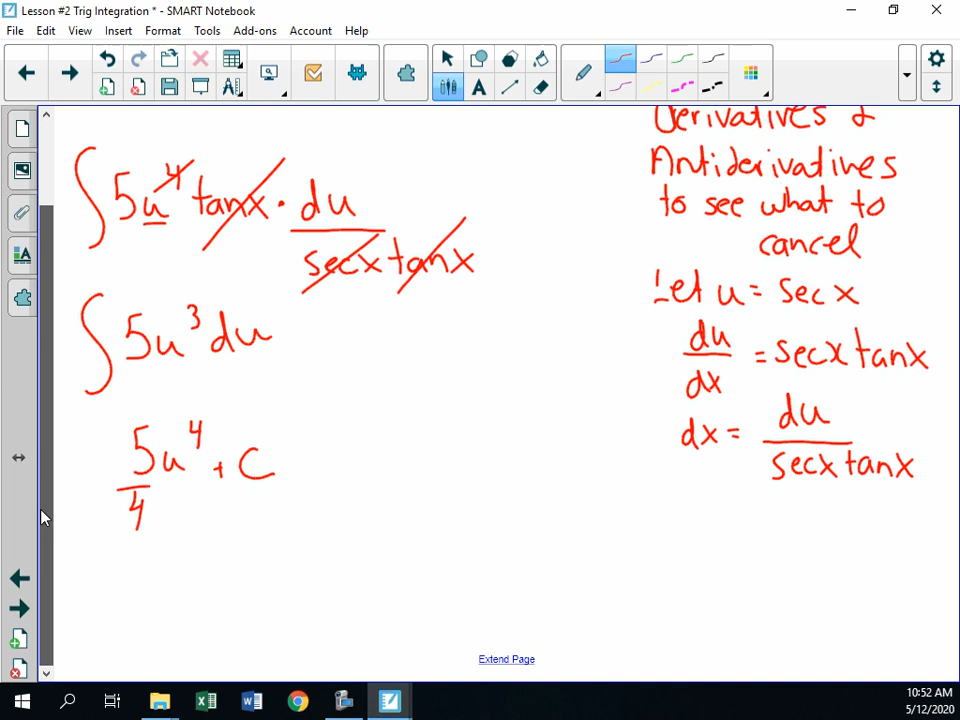 Lesson #2 Trig Integration * - SMART Notebook
File Edit View Insert Format Tools Add-ons Account Help
Derivatives &
Antiderivatives
to see what to
cancel
Let u = sec x
du/dx = secx tanx
dx = du/(secx tanx)
∫ 5u⁴ tanx · du/(secx tanx)
∫ 5u³ du
5u⁴/4 + C
Extend Page
10:52 AM
5/12/2020